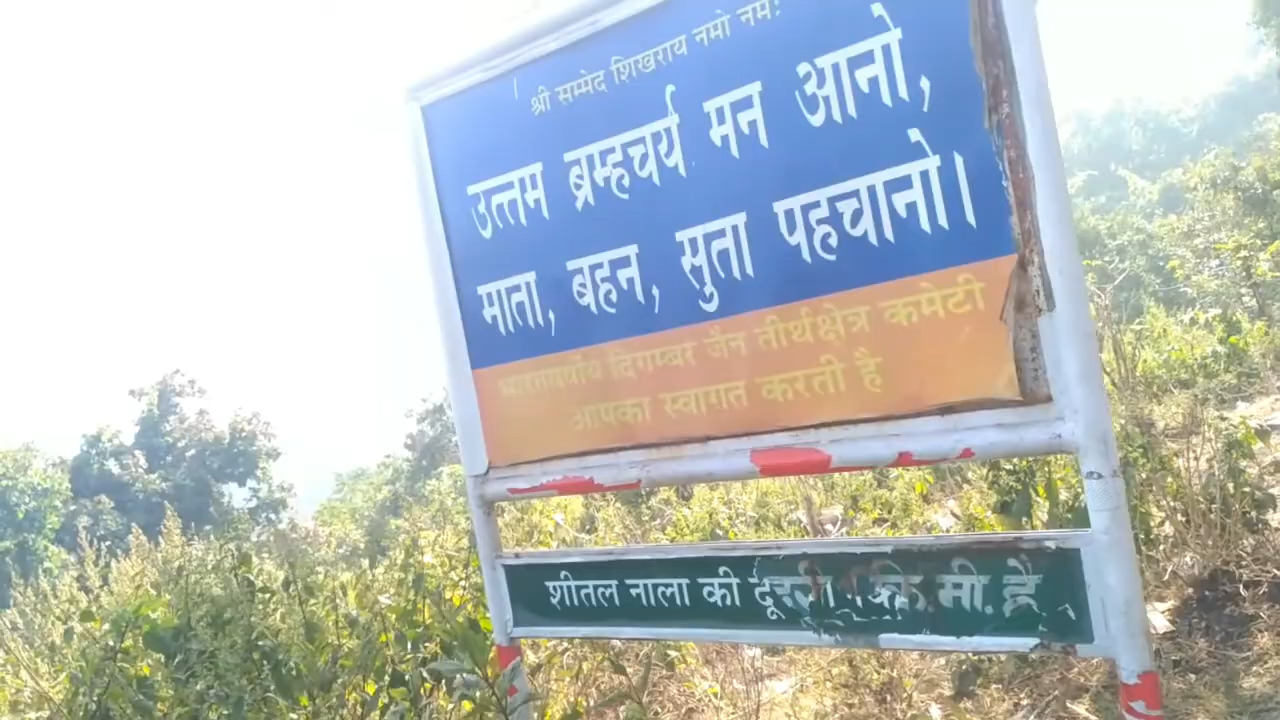 श्री सम्मेद शिखराय नमो नमः
उत्तम ब्रम्हचर्य मन आनो,
माता, बहन, सुता पहचानो।
भारतवर्षीय दिगम्बर जैन तीर्थक्षेत्र कमेटी
आपका स्वागत करती है
शीतल नाला की दूरी कि.मी. है